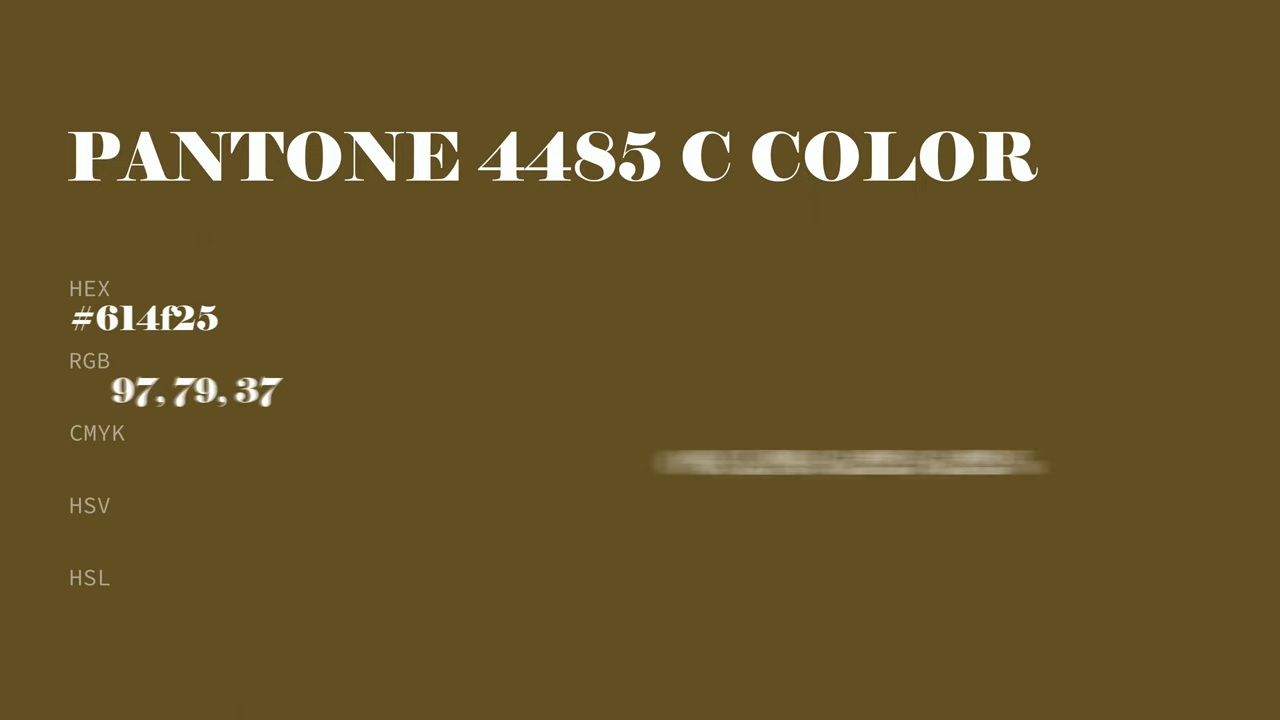 PANTONE 4485 C COLOR
HEX
#614f25
RGB
97, 79, 37
CMYK
HSV
HSL